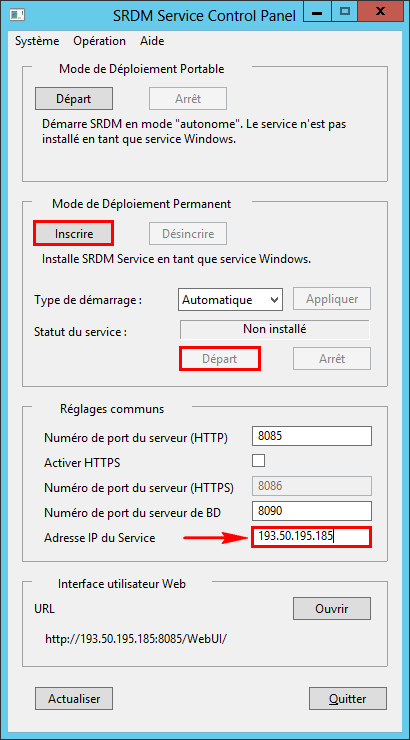 SRDM Service Control Panel
Système Opération Aide
Mode de Déploiement Portable
Départ Arrêt
Démarre SRDM en mode "autonome". Le service n'est pas
installé en tant que service Windows.
Mode de Déploiement Permanent
Inscrire Désincrire
Installe SRDM Service en tant que service Windows.
Type de démarrage : Automatique Appliquer
Statut du service : Non installé
Départ Arrêt
Réglages communs
Numéro de port du serveur (HTTP) 8085
Activer HTTPS
Numéro de port du serveur (HTTPS) 8086
Numéro de port du serveur de BD 8090
Adresse IP du Service 193.50.195.185
Interface utilisateur Web
URL Ouvrir
http://193.50.195.185:8085/WebUI/
Actualiser Quitter